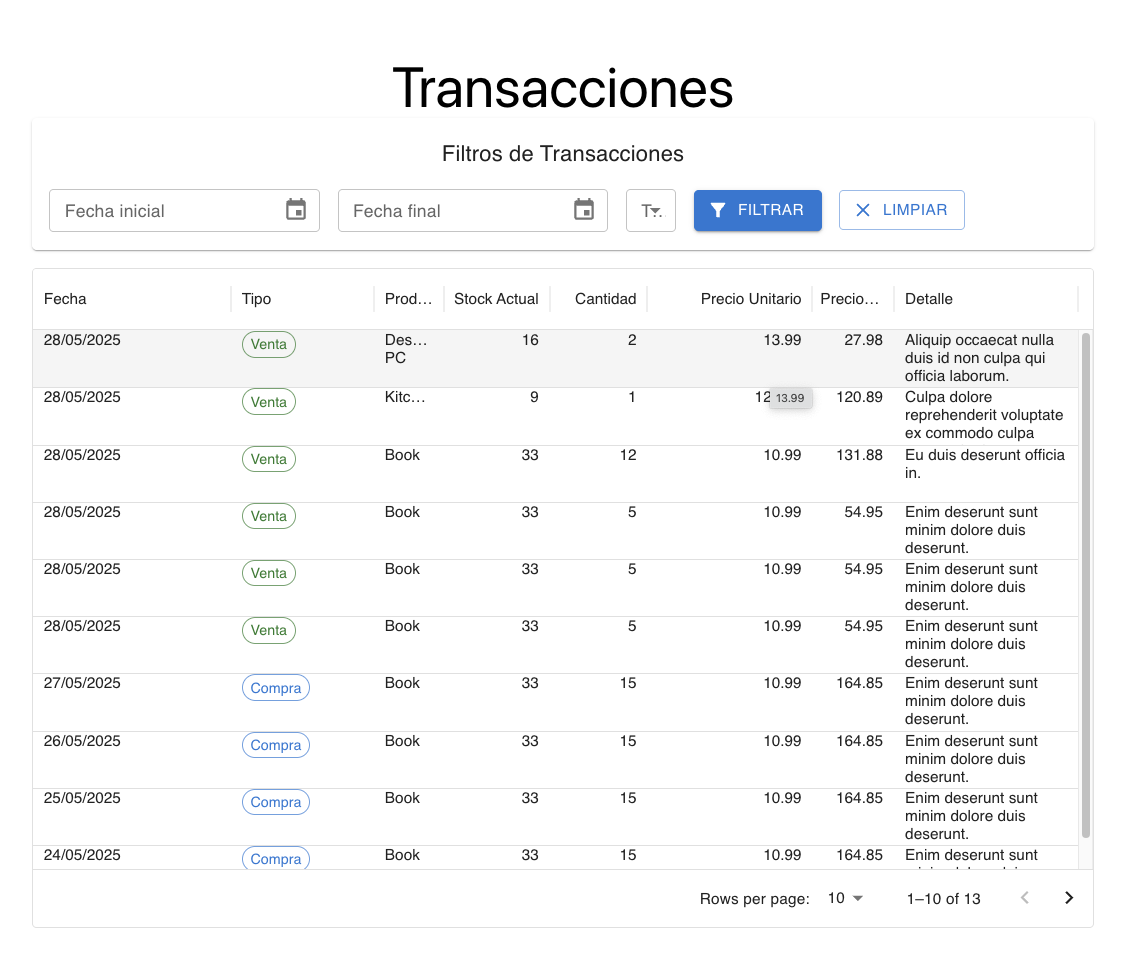 Transacciones
Filtros de Transacciones
Fecha inicial Fecha final T... FILTRAR LIMPIAR
Fecha Tipo Prod... Stock Actual Cantidad Precio Unitario Precio... Detalle
28/05/2025 Venta Des... 16 2 13.99 27.98 Aliquip occaecat nulla
PC duis id non culpa qui
officia laborum.
28/05/2025 Venta Kitc... 9 1 12 13.99 120.89 Culpa dolore
reprehenderit voluptate
ex commodo culpa
28/05/2025 Venta Book 33 12 10.99 131.88 Eu duis deserunt officia
in.
28/05/2025 Venta Book 33 5 10.99 54.95 Enim deserunt sunt
minim dolore duis
deserunt.
28/05/2025 Venta Book 33 5 10.99 54.95 Enim deserunt sunt
minim dolore duis
deserunt.
28/05/2025 Venta Book 33 5 10.99 54.95 Enim deserunt sunt
minim dolore duis
deserunt.
27/05/2025 Compra Book 33 15 10.99 164.85 Enim deserunt sunt
minim dolore duis
deserunt.
26/05/2025 Compra Book 33 15 10.99 164.85 Enim deserunt sunt
minim dolore duis
deserunt.
25/05/2025 Compra Book 33 15 10.99 164.85 Enim deserunt sunt
minim dolore duis
deserunt.
24/05/2025 Compra Book 33 15 10.99 164.85 Enim deserunt sunt
Rows per page: 10 1–10 of 13